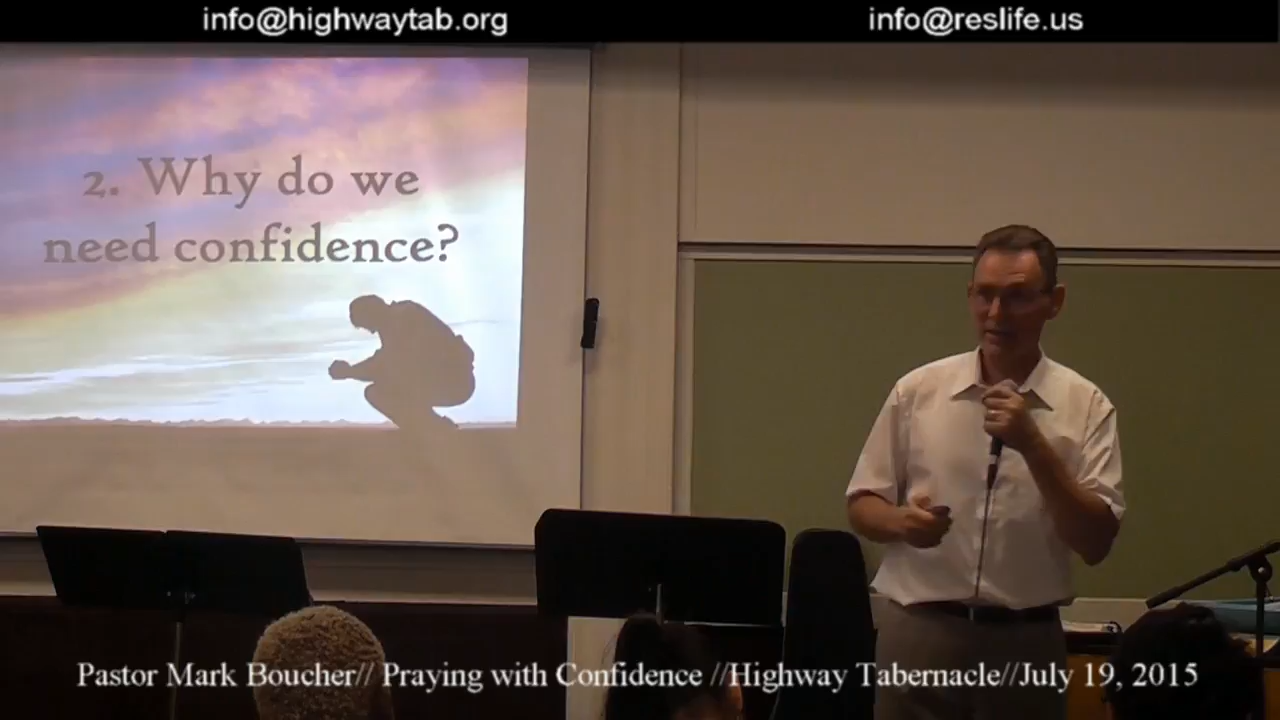 info@highwaytab.org
info@reslife.us
2. Why do we
need confidence?
Pastor Mark Boucher// Praying with Confidence //Highway Tabernacle//July 19, 2015